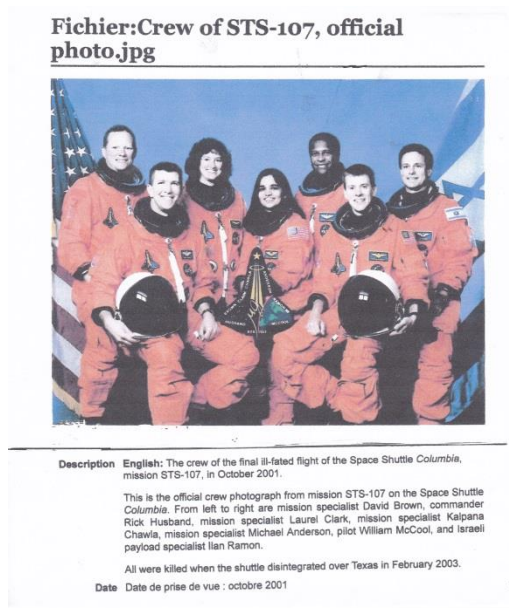 Fichier:Crew of STS-107, official
photo.jpg
Description English: The crew of the final ill-fated flight of the Space Shuttle Columbia,
mission STS-107, in October 2001.
This is the official crew photograph from mission STS-107 on the Space Shuttle
Columbia. From left to right are mission specialist David Brown, commander
Rick Husband, mission specialist Laurel Clark, mission specialist Kalpana
Chawla, mission specialist Michael Anderson, pilot William McCool, and Israeli
payload specialist Ilan Ramon.
All were killed when the shuttle disintegrated over Texas in February 2003.
Date Date de prise de vue : octobre 2001